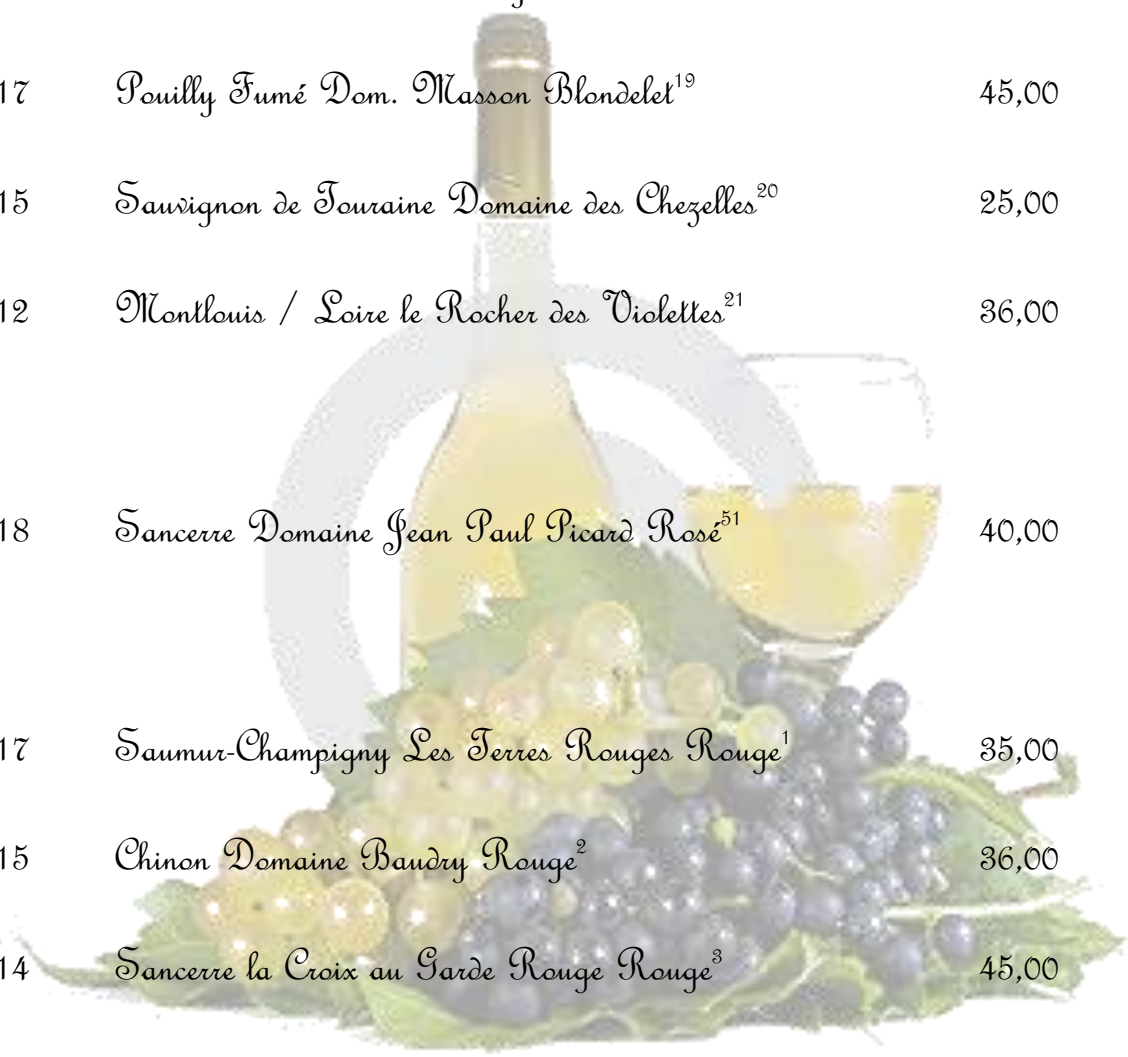 17 Pouilly Fumé Dom. Masson Blondelet19 45,00
15 Sauvignon de Touraine Domaine des Chezelles20 25,00
12 Montlouis / Loire le Rocher des Violettes21 36,00
18 Sancerre Domaine Jean Paul Picard Rosé51 40,00
17 Saumur-Champigny Les Terres Rouges Rouge1 35,00
15 Chinon Domaine Baudry Rouge2 36,00
14 Sancerre la Croix au Garde Rouge Rouge3 45,00